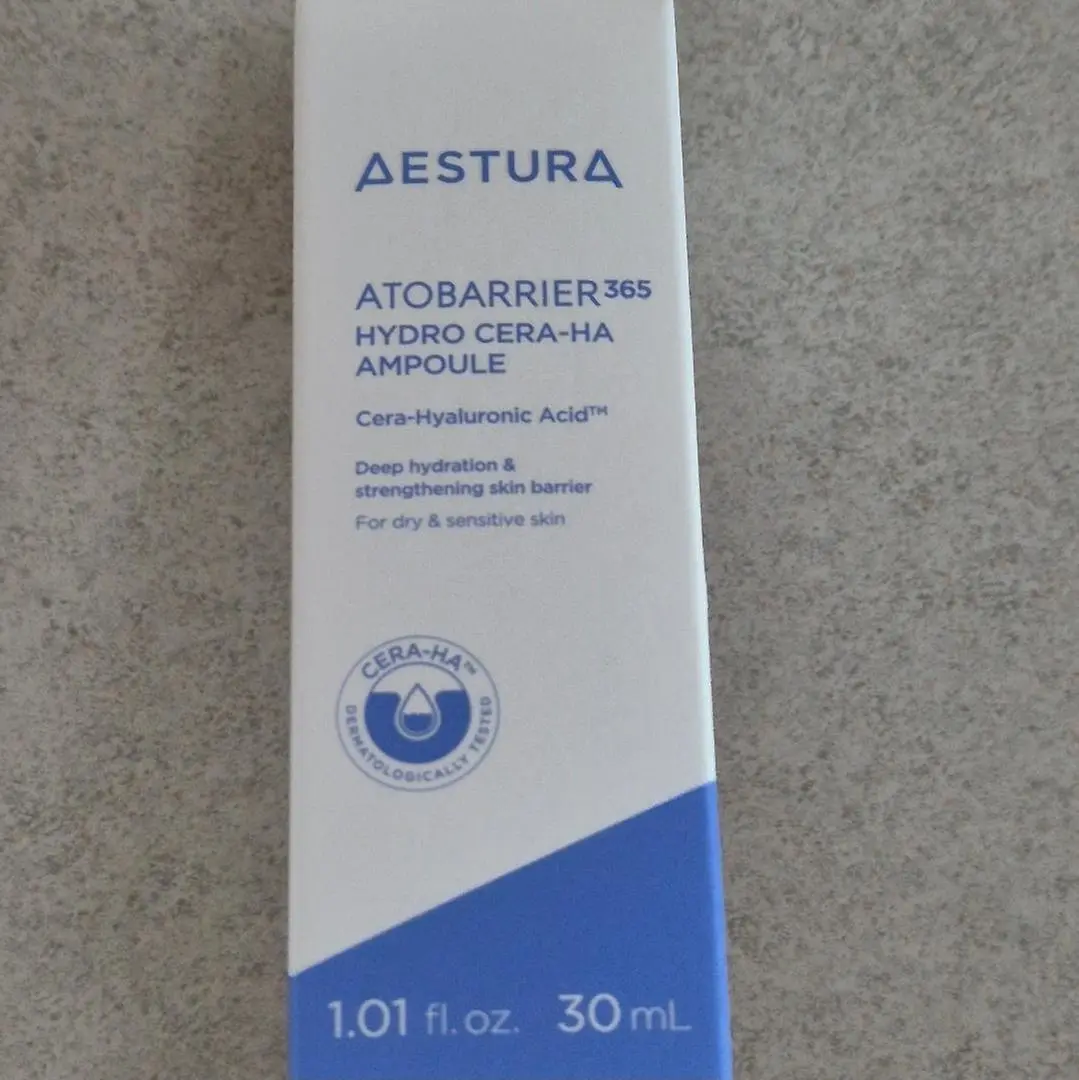 AESTURA
ATOBARRIER365
HYDRO CERA-HA
AMPOULE
Cera-Hyaluronic Acid™
Deep hydration &
strengthening skin barrier
For dry & sensitive skin
CERA-HA™
DERMATOLOGICALLY TESTED
1.01 fl. oz. 30 mL